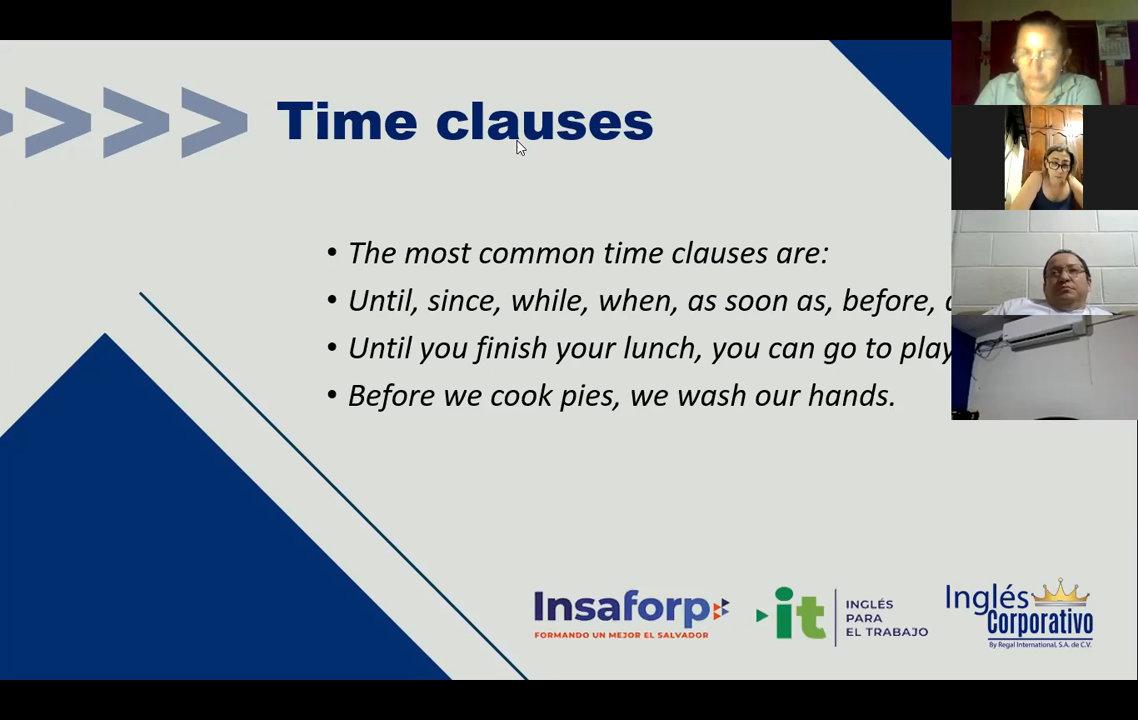 Time clauses
• The most common time clauses are:
• Until, since, while, when, as soon as, before,
• Until you finish your lunch, you can go to play
• Before we cook pies, we wash our hands.
Insaforp
FORMANDO UN MEJOR EL SALVADOR
it
INGLÉS
PARA
EL TRABAJO
Inglés
Corporativo
By Regal International, S.A. de C.V.